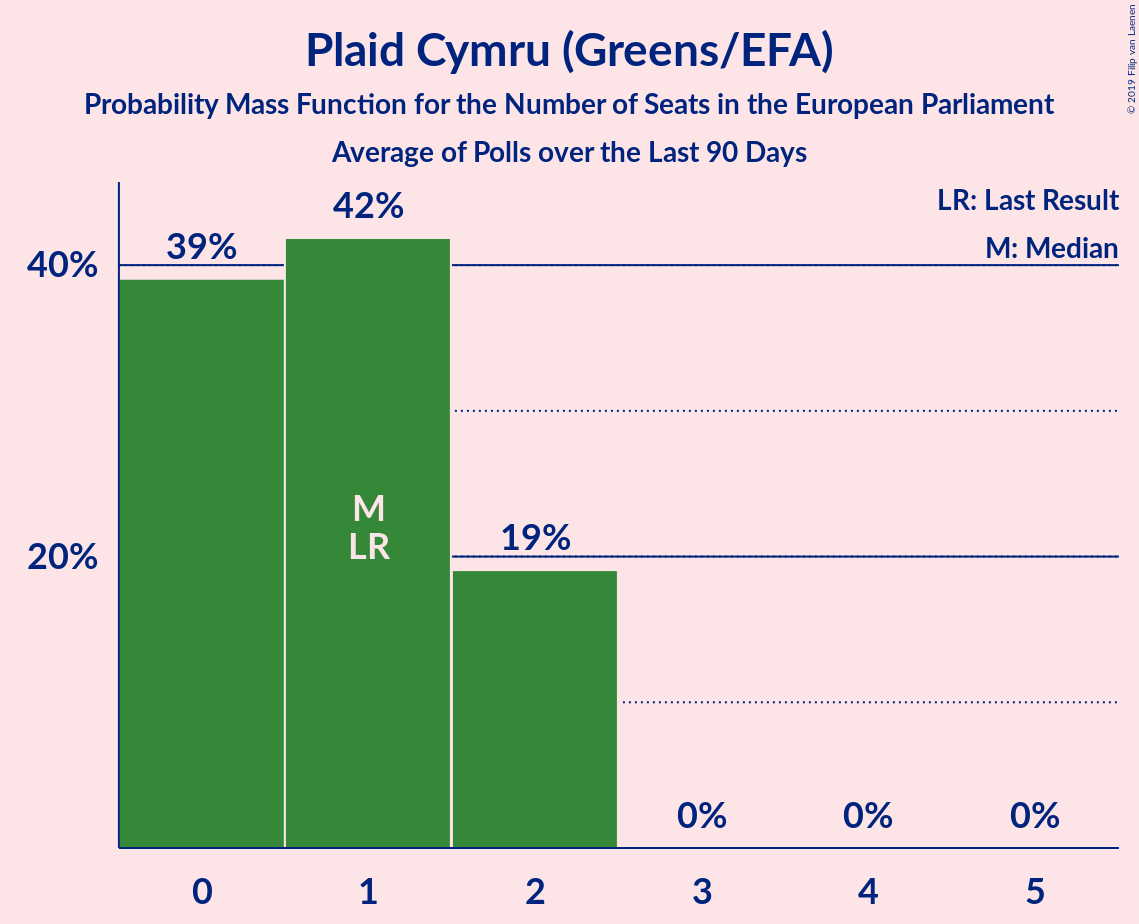 Plaid Cymru (Greens/EFA)
Probability Mass Function for the Number of Seats in the European Parliament
Average of Polls over the Last 90 Days
© 2019 Filip van Laenen
LR: Last Result
M: Median
42%
39%
40%
M
LR
19%
20%
0% 0% 0%
0 1 2 3 4 5